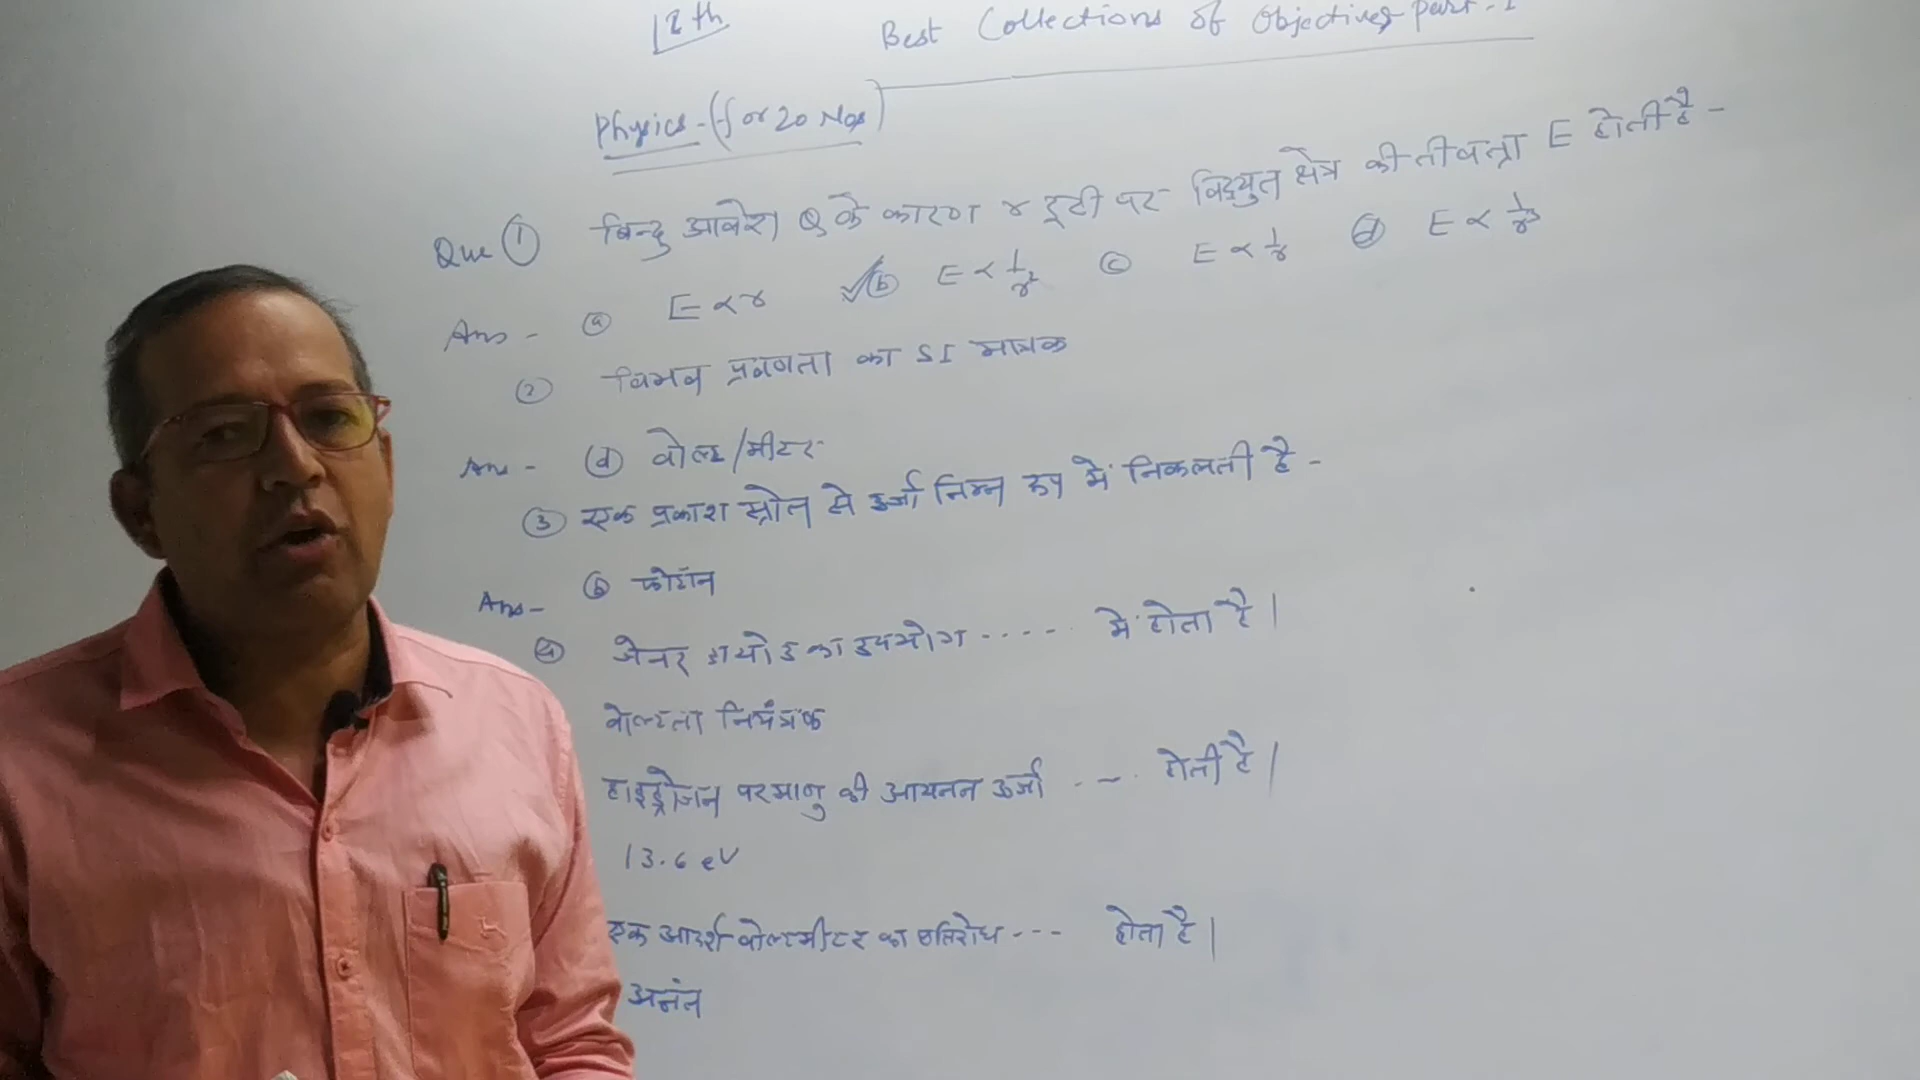 12th
Best Collections of Objectives Part-I
Physics - (for 20 Nos)
Que ① बिन्दु आवेश Q के कारण r दूरी पर विद्युत क्षेत्र की तीव्रता E होती है -
Ans - ⓐ E ∝ r ✓ⓑ E ∝ 1/r² ⓒ E ∝ 1/r ⓓ E ∝ 1/r³
② विभव प्रवणता का SI मात्रक
Ans - ⓓ वोल्ट/मीटर
③ एक प्रकाश स्रोत से ऊर्जा निम्न रूप में निकलती है -
Ans - ⓑ फोटॉन
④ जेनर डायोड का उपयोग ..... में होता है |
वोल्टता नियंत्रक
हाइड्रोजन परमाणु की आयनन ऊर्जा .... होती है |
13.6 eV
एक आदर्श वोल्टमीटर का प्रतिरोध --- होता है |
अनंत